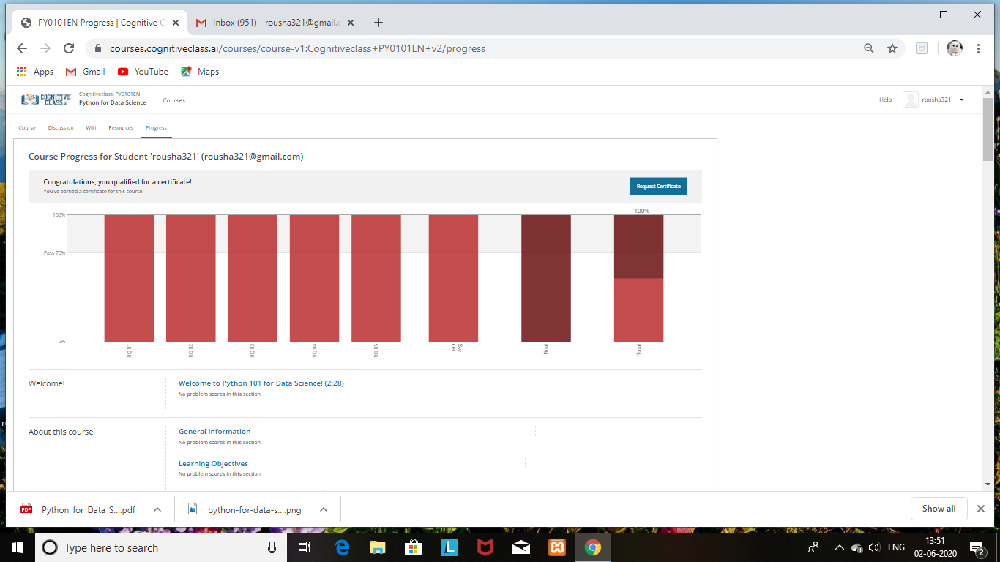 PY0101EN Progress | Cognitive C
Inbox (951) - rousha321@gmail.c
courses.cognitiveclass.ai/courses/course-v1:Cognitiveclass+PY0101EN+v2/progress
Apps
Gmail
YouTube
Maps
COGNITIVE
CLASS.ai
Cognitiveclass: PY0101EN
Python for Data Science
Courses
Help
rousha321
Course
Discussion
Wiki
Resources
Progress
Course Progress for Student 'rousha321' (rousha321@gmail.com)
Congratulations, you qualified for a certificate!
You've earned a certificate for this course.
Request Certificate
100%
100%
Pass 70%
0%
RQ 01
RQ 02
RQ 03
RQ 04
RQ 05
RQ
Avg
Final
Total
Welcome!
Welcome to Python 101 for Data Science! (2:28)
No problem scores in this section
About this course
General Information
No problem scores in this section
Learning Objectives
No problem scores in this section
PDF
Python_for_Data_S....pdf
python-for-data-s....png
Show all
Type here to search
L
ENG
13:51
02-06-2020
2